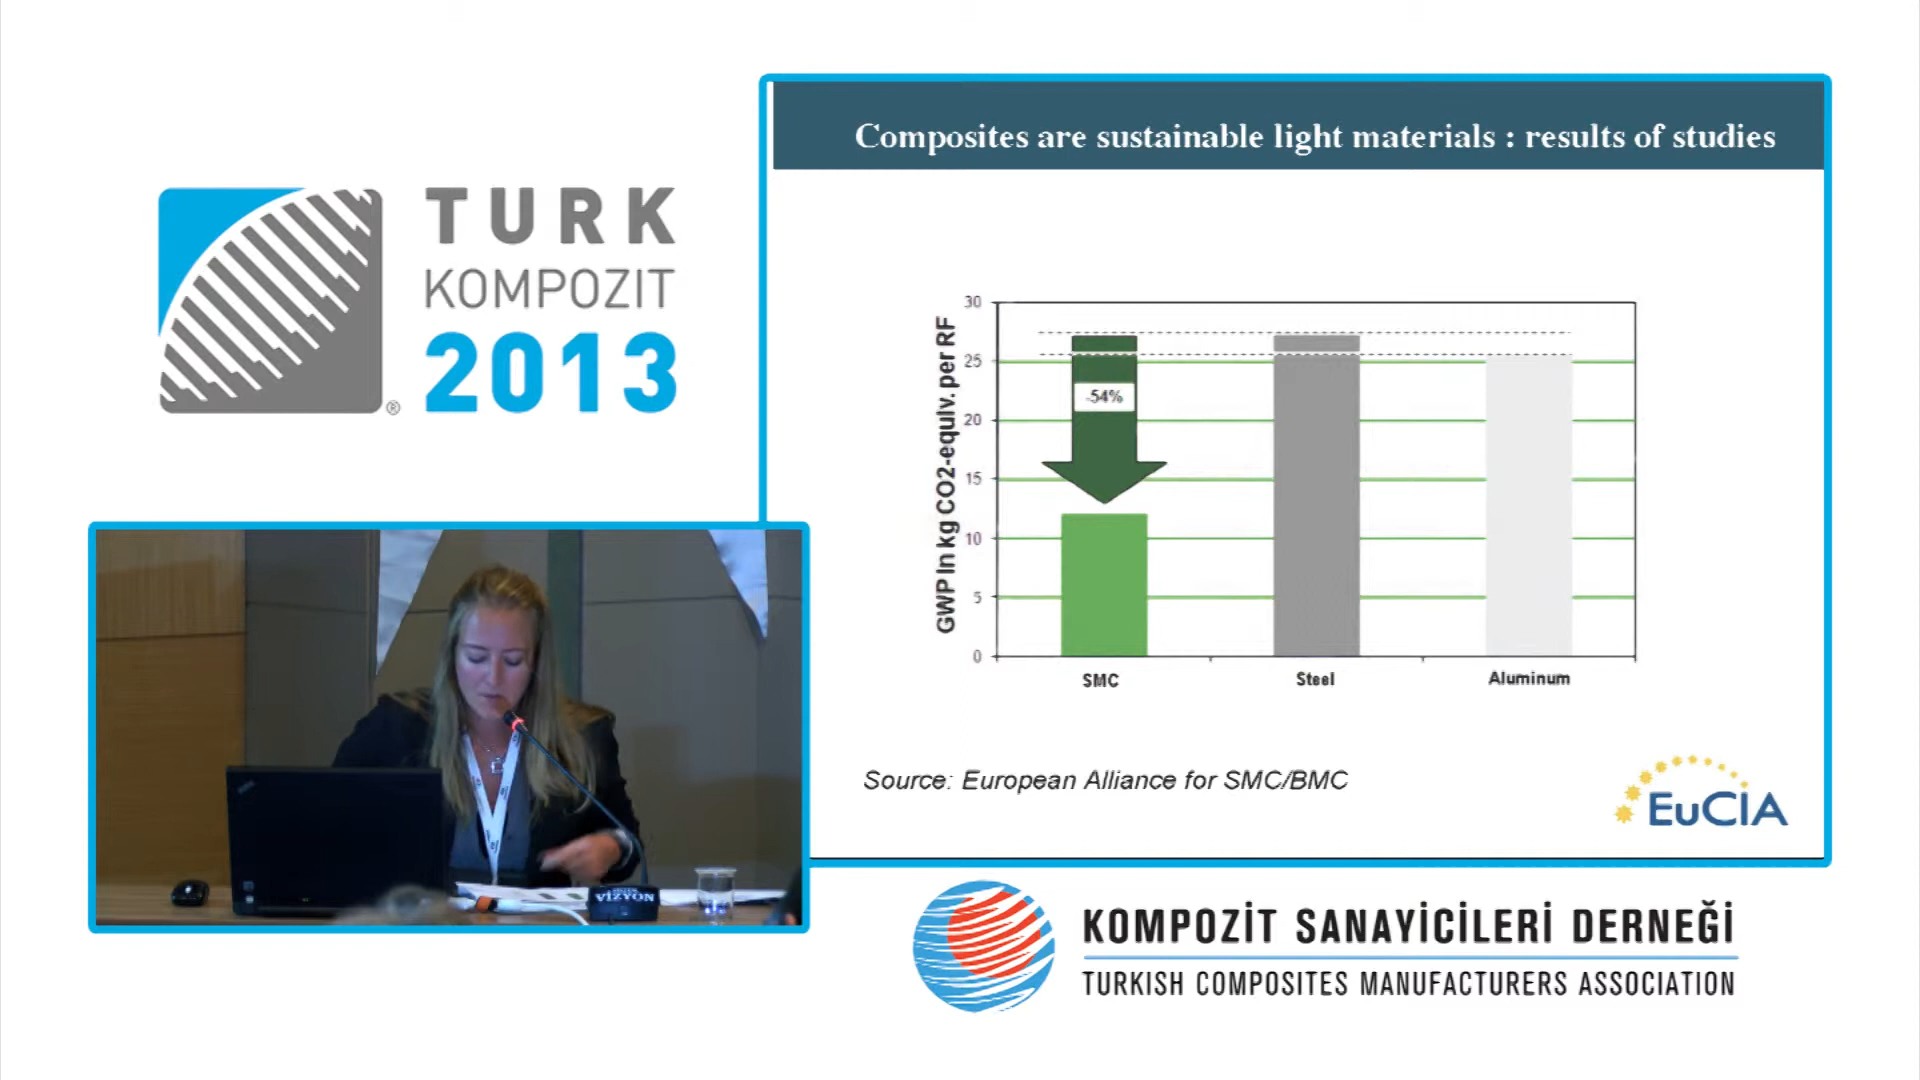 TURK
KOMPOZIT
2013
®
Composites are sustainable light materials : results of studies
GWP in kg CO2-equiv. per RF
30
25
20
15
10
5
0
-54%
SMC
Steel
Aluminum
Source: European Alliance for SMC/BMC
EuCIA
VİZYON
KOMPOZİT SANAYİCİLERİ DERNEĞİ
TURKISH COMPOSITES MANUFACTURERS ASSOCIATION